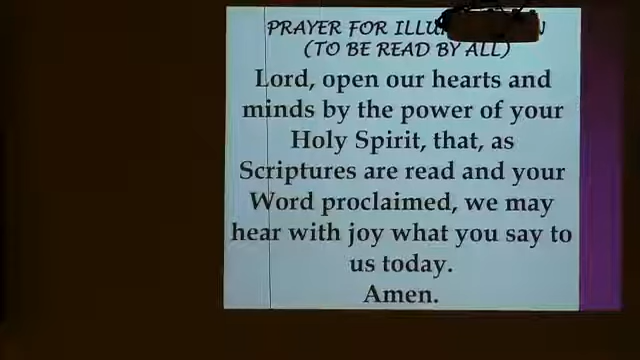 PRAYER FOR
(TO BE READ BY ALL)
Lord, open our hearts and
minds by the power of your
Holy Spirit, that, as
Scriptures are read and your
Word proclaimed, we may
hear with joy what you say to
us today.
Amen.